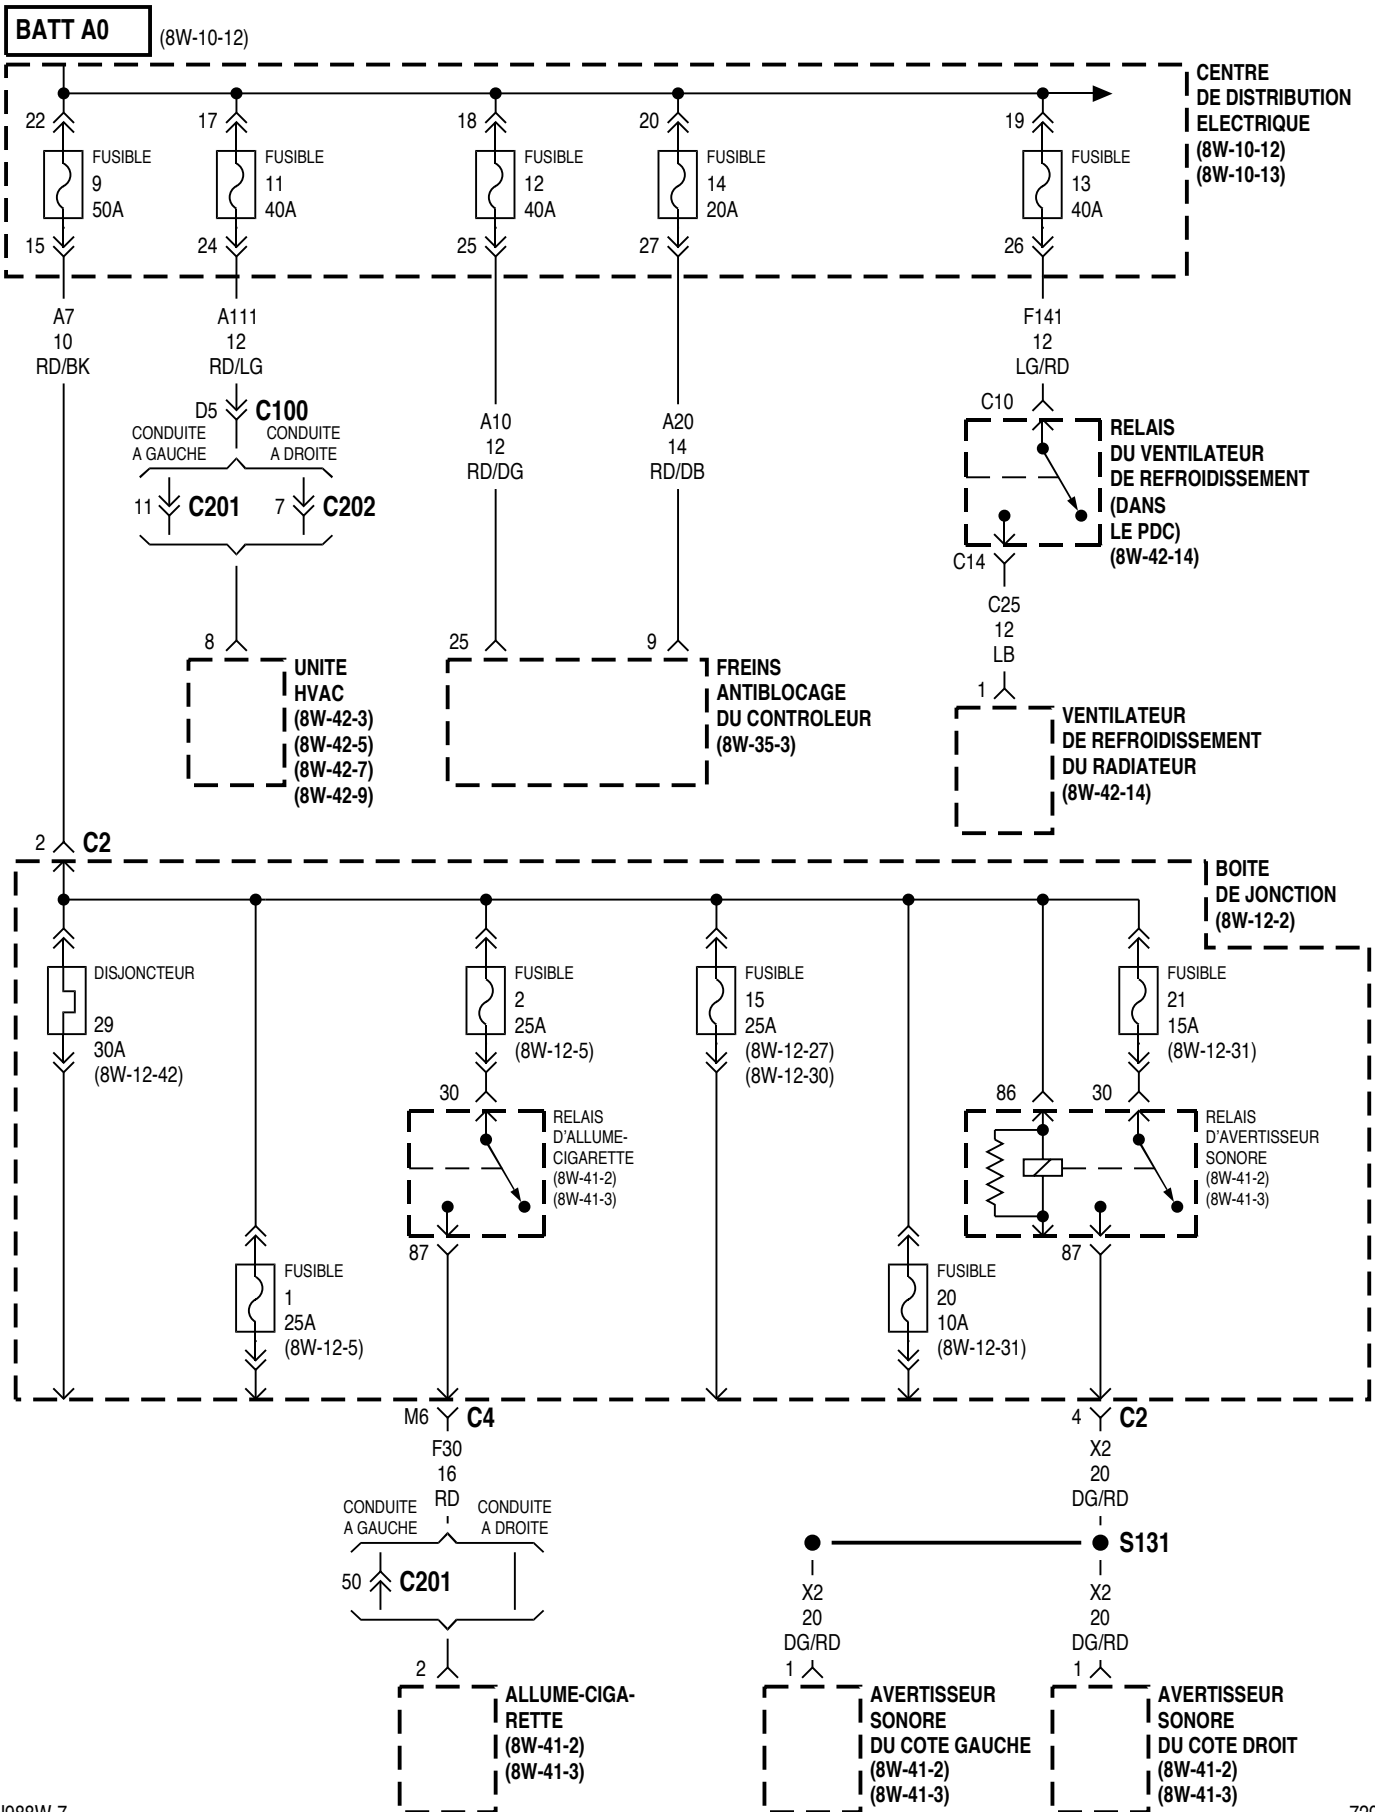 BATT A0
(8W-10-12)
CENTRE
DE DISTRIBUTION
ELECTRIQUE
(8W-10-12)
(8W-10-13)
22
17
18
20
19
FUSIBLE
9
50A
FUSIBLE
11
40A
FUSIBLE
12
40A
FUSIBLE
14
20A
FUSIBLE
13
40A
15
24
25
27
26
A7
10
RD/BK
A111
12
RD/LG
F141
12
LG/RD
D5
C100
CONDUITE
A GAUCHE
CONDUITE
A DROITE
11
C201
7
C202
A10
12
RD/DG
A20
14
RD/DB
C10
RELAIS
DU VENTILATEUR
DE REFROIDISSEMENT
(DANS
LE PDC)
(8W-42-14)
C14
C25
12
LB
8
25
9
1
UNITE
HVAC
(8W-42-3)
(8W-42-5)
(8W-42-7)
(8W-42-9)
FREINS
ANTIBLOCAGE
DU CONTROLEUR
(8W-35-3)
VENTILATEUR
DE REFROIDISSEMENT
DU RADIATEUR
(8W-42-14)
2
C2
BOITE
DE JONCTION
(8W-12-2)
DISJONCTEUR
29
30A
(8W-12-42)
FUSIBLE
2
25A
(8W-12-5)
FUSIBLE
15
25A
(8W-12-27)
(8W-12-30)
FUSIBLE
21
15A
(8W-12-31)
30
86
30
RELAIS
D'ALLUME-
CIGARETTE
(8W-41-2)
(8W-41-3)
RELAIS
D'AVERTISSEUR
SONORE
(8W-41-2)
(8W-41-3)
87
87
FUSIBLE
1
25A
(8W-12-5)
FUSIBLE
20
10A
(8W-12-31)
M6
C4
4
C2
F30
16
RD
X2
20
DG/RD
CONDUITE
A GAUCHE
CONDUITE
A DROITE
50
C201
S131
X2
20
DG/RD
X2
20
DG/RD
2
1
1
ALLUME-CIGA-
RETTE
(8W-41-2)
(8W-41-3)
AVERTISSEUR
SONORE
DU COTE GAUCHE
(8W-41-2)
(8W-41-3)
AVERTISSEUR
SONORE
DU COTE DROIT
(8W-41-2)
(8W-41-3)